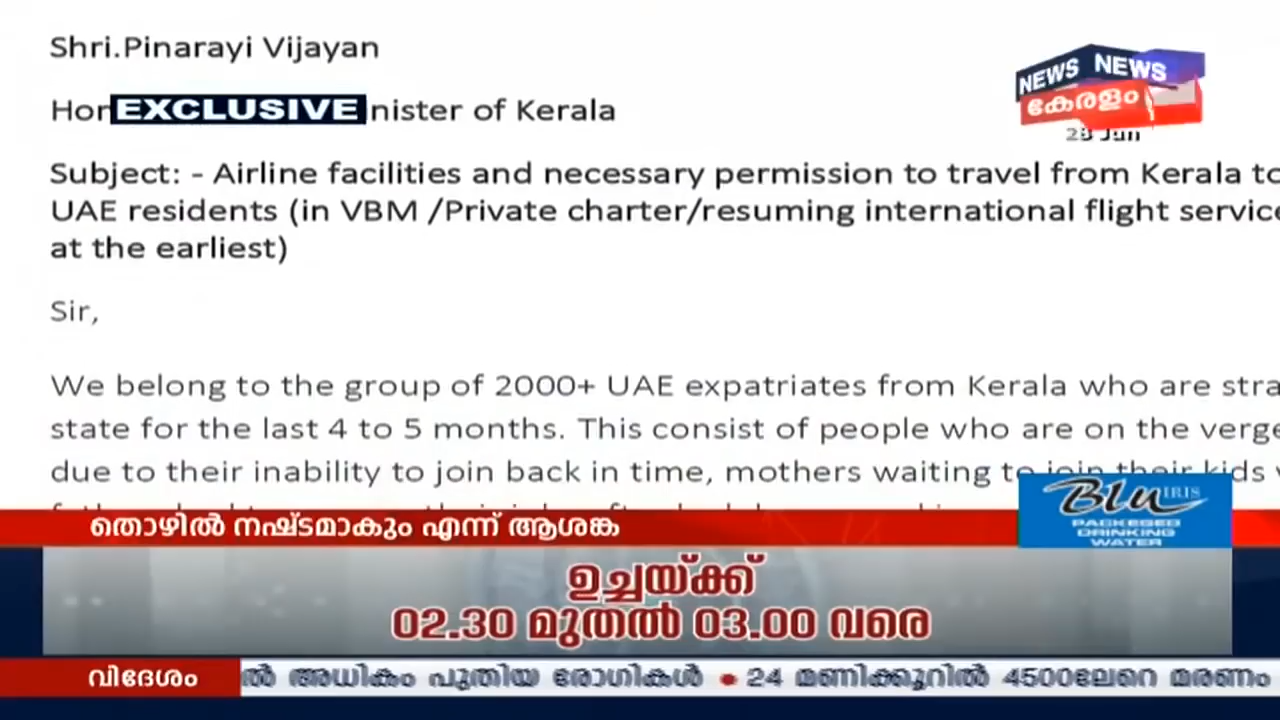 Shri.Pinarayi Vijayan
NEWS NEWS
കേരളം
Hon EXCLUSIVE nister of Kerala
28 Jun
Subject: - Airline facilities and necessary permission to travel from Kerala to
UAE residents (in VBM /Private charter/resuming international flight service
at the earliest)
Sir,
We belong to the group of 2000+ UAE expatriates from Kerala who are stra
state for the last 4 to 5 months. This consist of people who are on the verge
due to their inability to join back in time, mothers waiting to join their kids
Blu IRIS
PACKEGED
DRINKING
WATER
തൊഴിൽ നഷ്ടമാകും എന്ന് ആശങ്ക
ഉച്ചയ്ക്ക്
02.30 മുതൽ 03.00 വരെ
വിദേശം ൽ അധികം പുതിയ രോഗികൾ • 24 മണിക്കൂറിൽ 4500ലേറെ മരണം